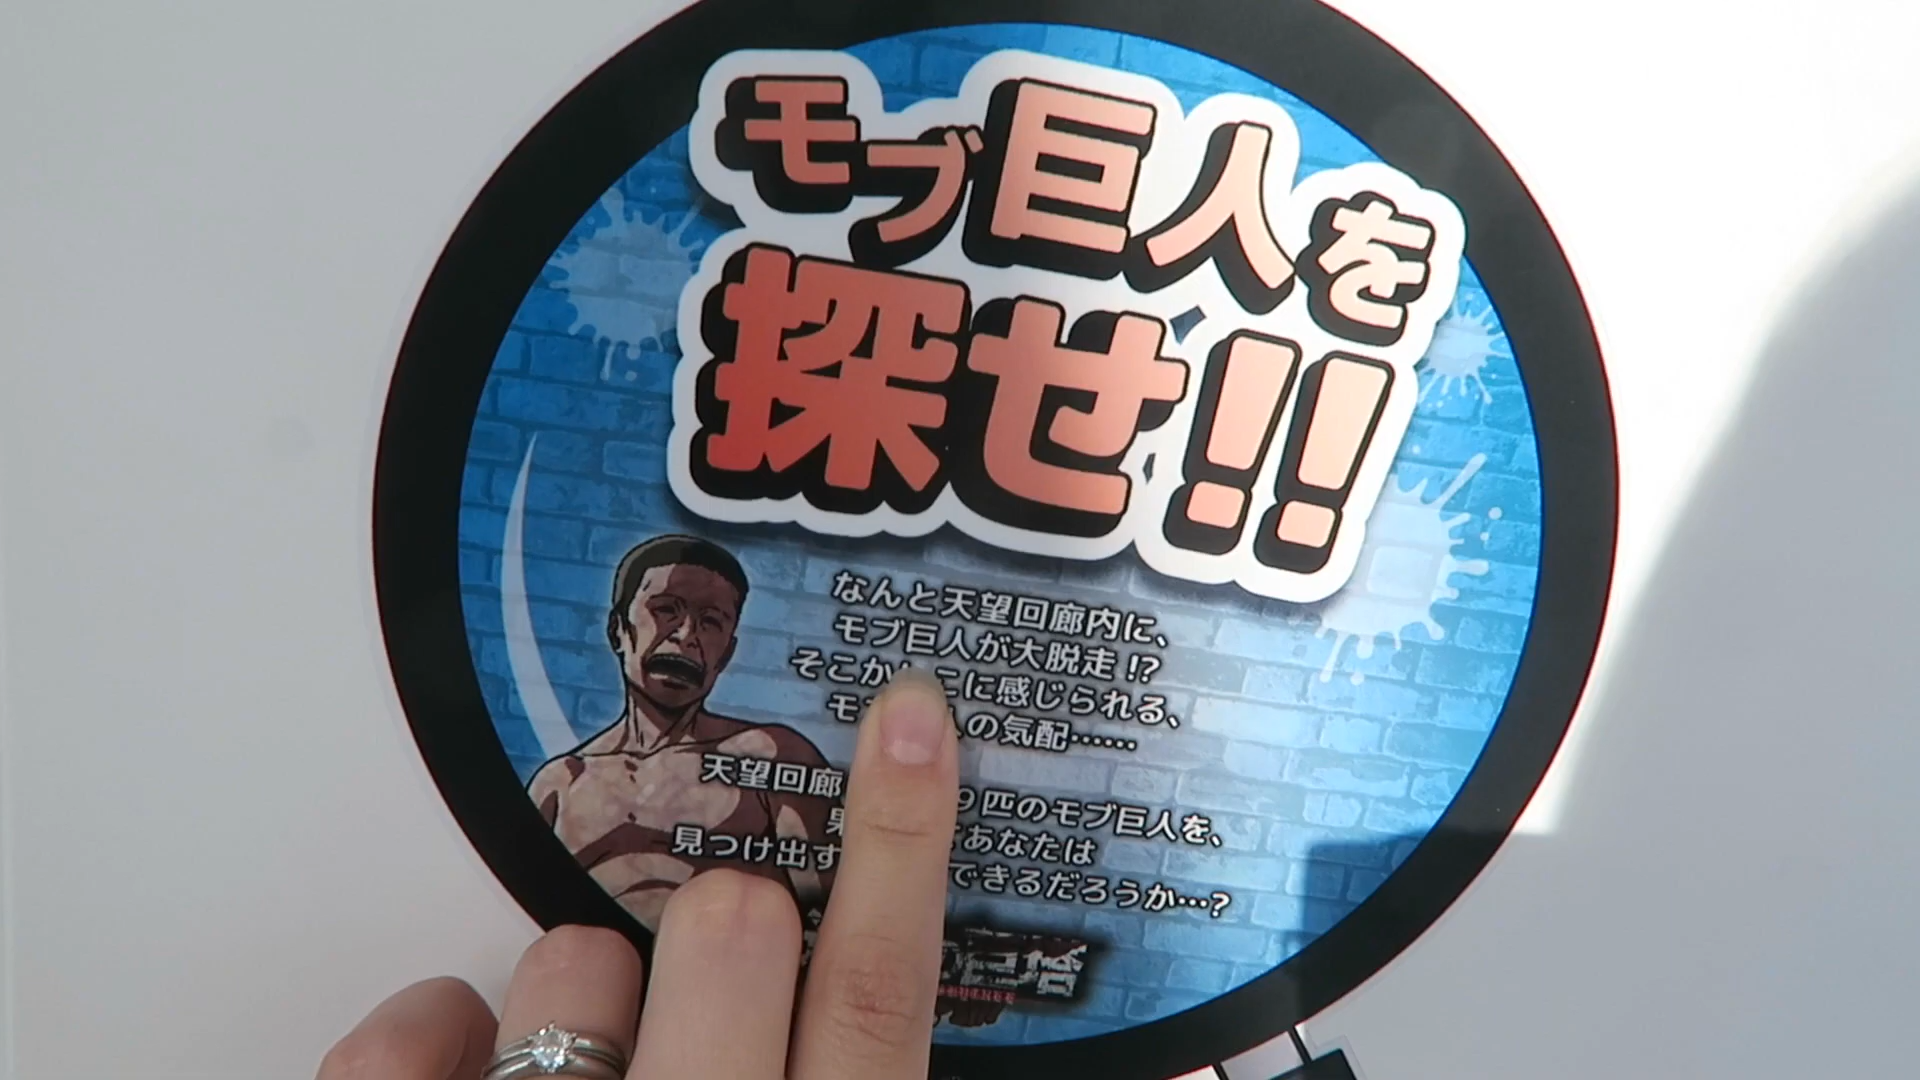 モブ巨人を
探せ!!
なんと天望回廊内に、
モブ巨人が大脱走!?
そこか こに感じられる、
モ の気配……
天望回廊 9匹のモブ巨人を、
あなたは
見つけ出す できるだろうか…?